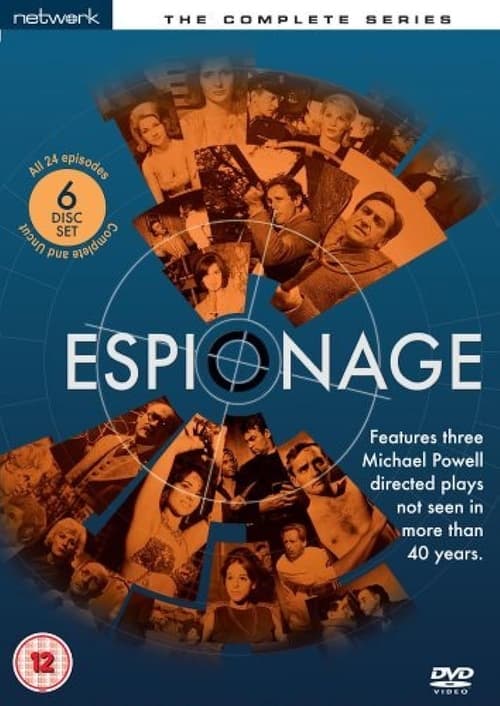 network
THE COMPLETE SERIES
All 24 episodes
6
DISC
SET
Complete and Uncut
ESPIONAGE
Features three
Michael Powell
directed plays
not seen in
more than
40 years.
12
DVD
VIDEO